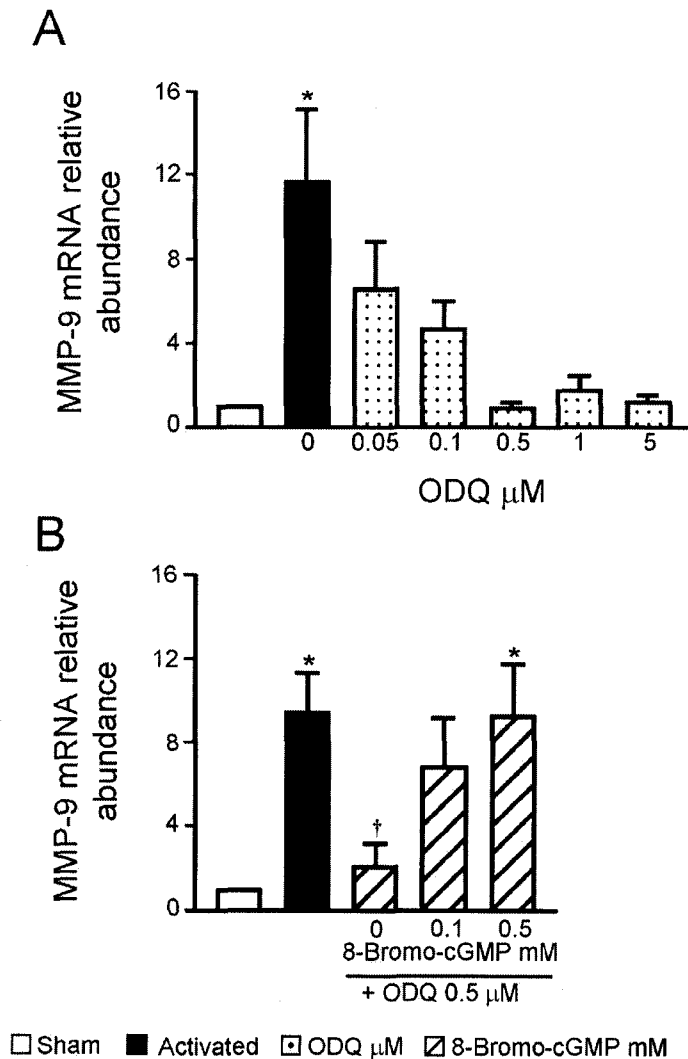 A
MMP-9 mRNA relative
abundance
16
12
8
4
0
*
0 0.05 0.1 0.5 1 5
ODQ μM
B
MMP-9 mRNA relative
abundance
16
12
8
4
0
* † *
0 0.1 0.5
8-Bromo-cGMP mM
+ ODQ 0.5 μM
Sham Activated ODQ μM 8-Bromo-cGMP mM